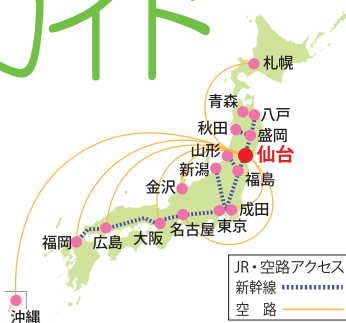 ガイド
札幌
青森
八戸
秋田
盛岡
山形
仙台
新潟
福島
金沢
成田
福岡
広島
大阪
名古屋
東京
沖縄
JR・空路アクセス
新幹線
空 路